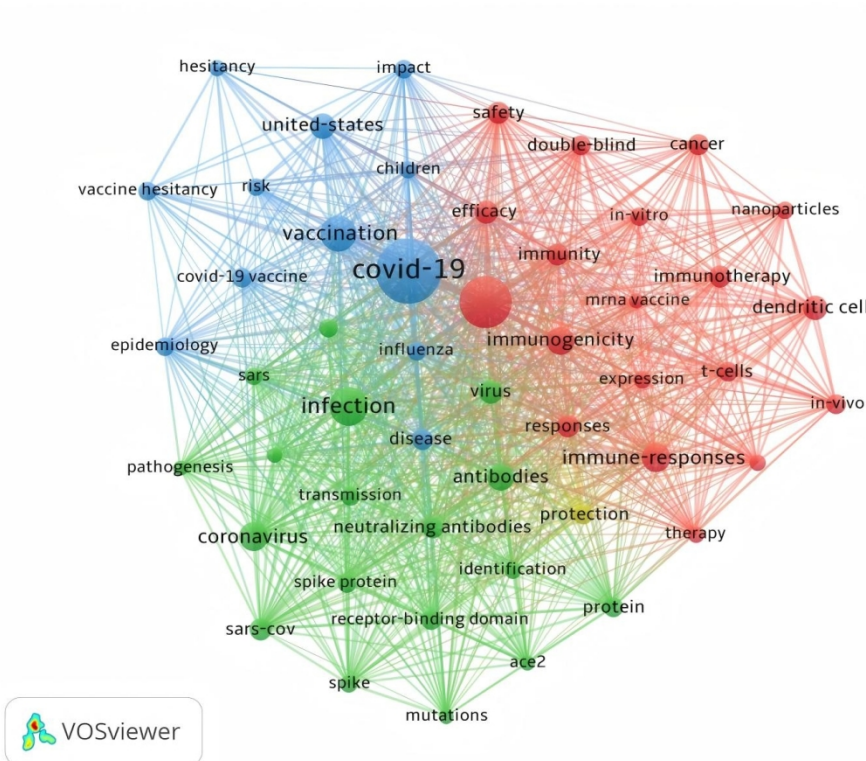 hesitancy
impact
safety
united-states
double-blind
cancer
children
vaccine hesitancy
risk
efficacy
in-vitro
nanoparticles
vaccination
immunity
covid-19
covid-19 vaccine
immunotherapy
mrna vaccine
dendritic cell
immunogenicity
epidemiology
influenza
sars
expression
t-cells
virus
infection
in-vivo
responses
disease
immune-responses
pathogenesis
antibodies
transmission
protection
neutralizing antibodies
coronavirus
therapy
identification
spike protein
protein
receptor-binding domain
sars-cov
ace2
spike
mutations
VOSviewer